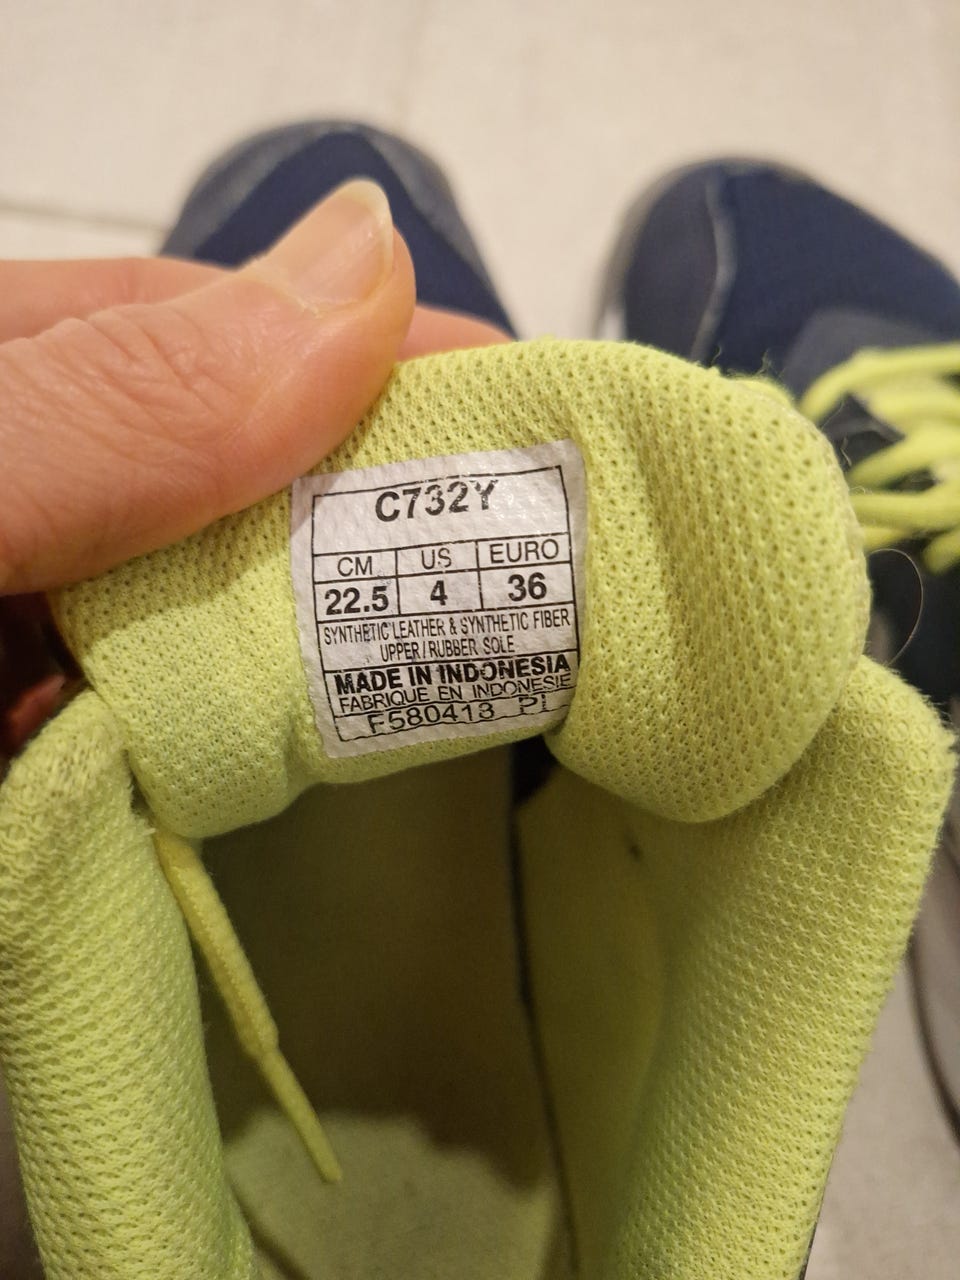 C732Y
CM US EURO
22.5 4 36
SYNTHETIC LEATHER & SYNTHETIC FIBER
UPPER/RUBBER SOLE
MADE IN INDONESIA
FABRIQUE EN INDONESIE
F580413 PI